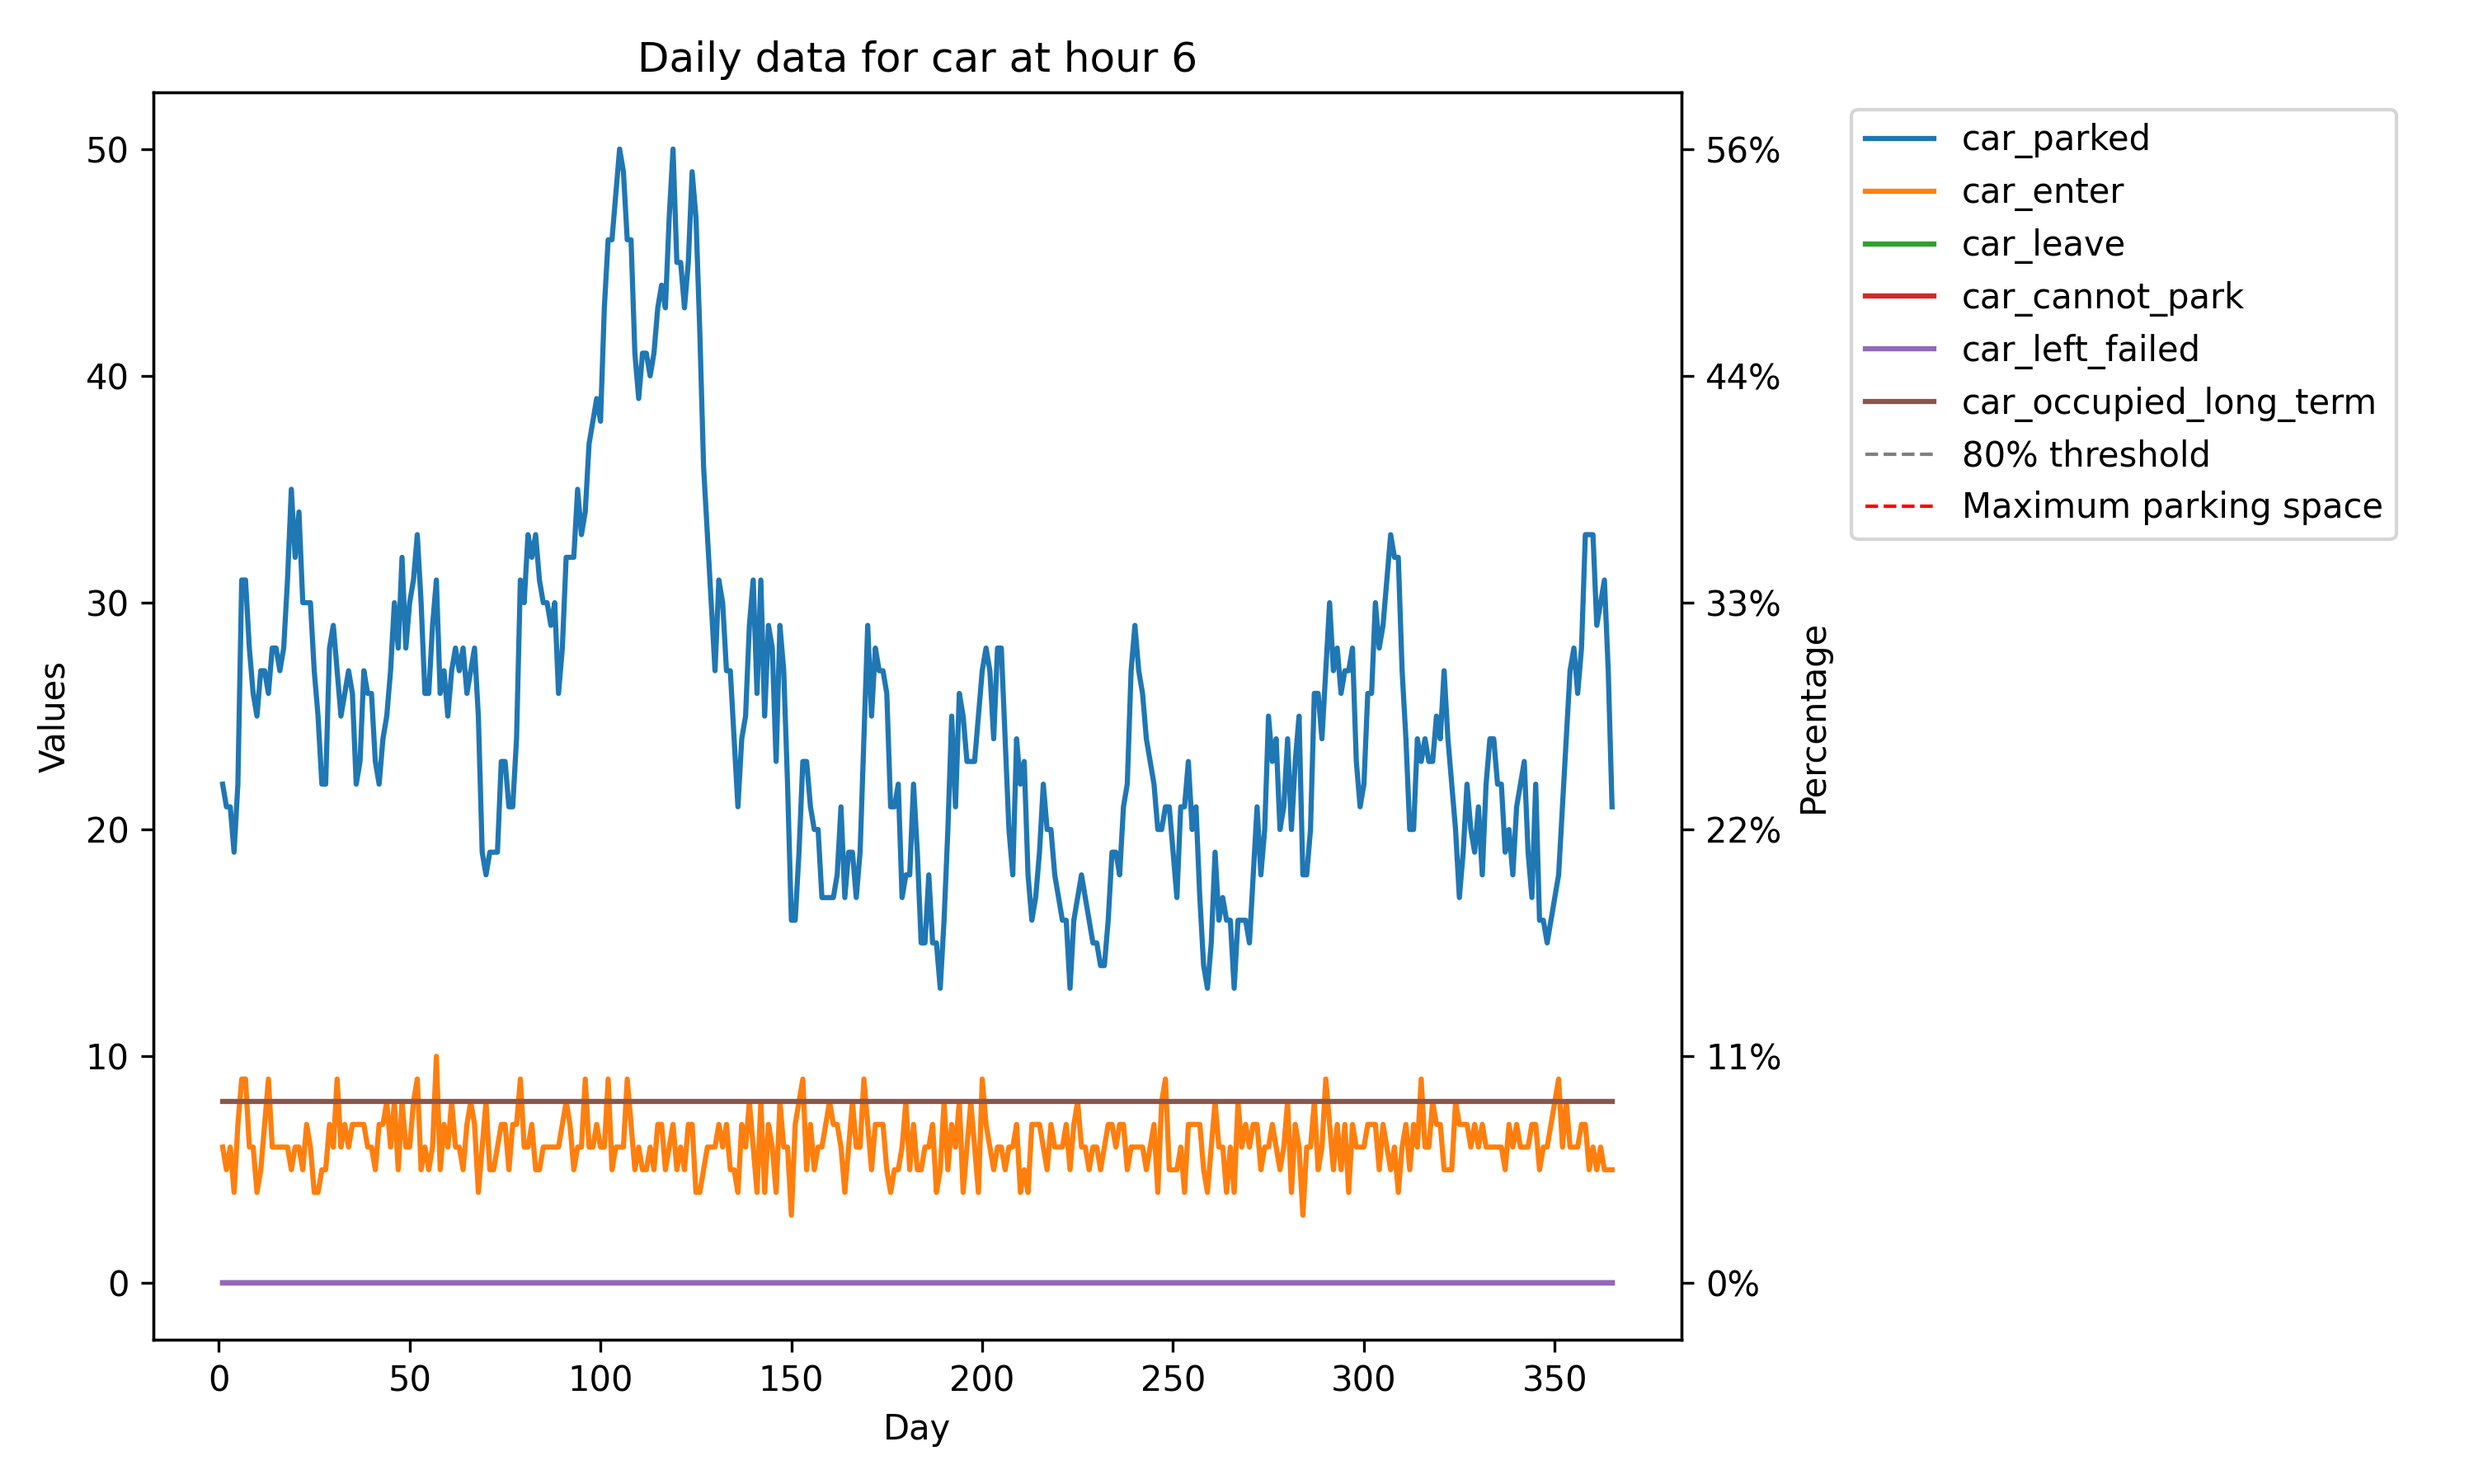 Daily data for car at hour 6
Values
50
40
30
20
10
0
0 50 100 150 200 250 300 350
Day
56%
44%
33%
22%
11%
0%
Percentage
car_parked
car_enter
car_leave
car_cannot_park
car_left_failed
car_occupied_long_term
80% threshold
Maximum parking space